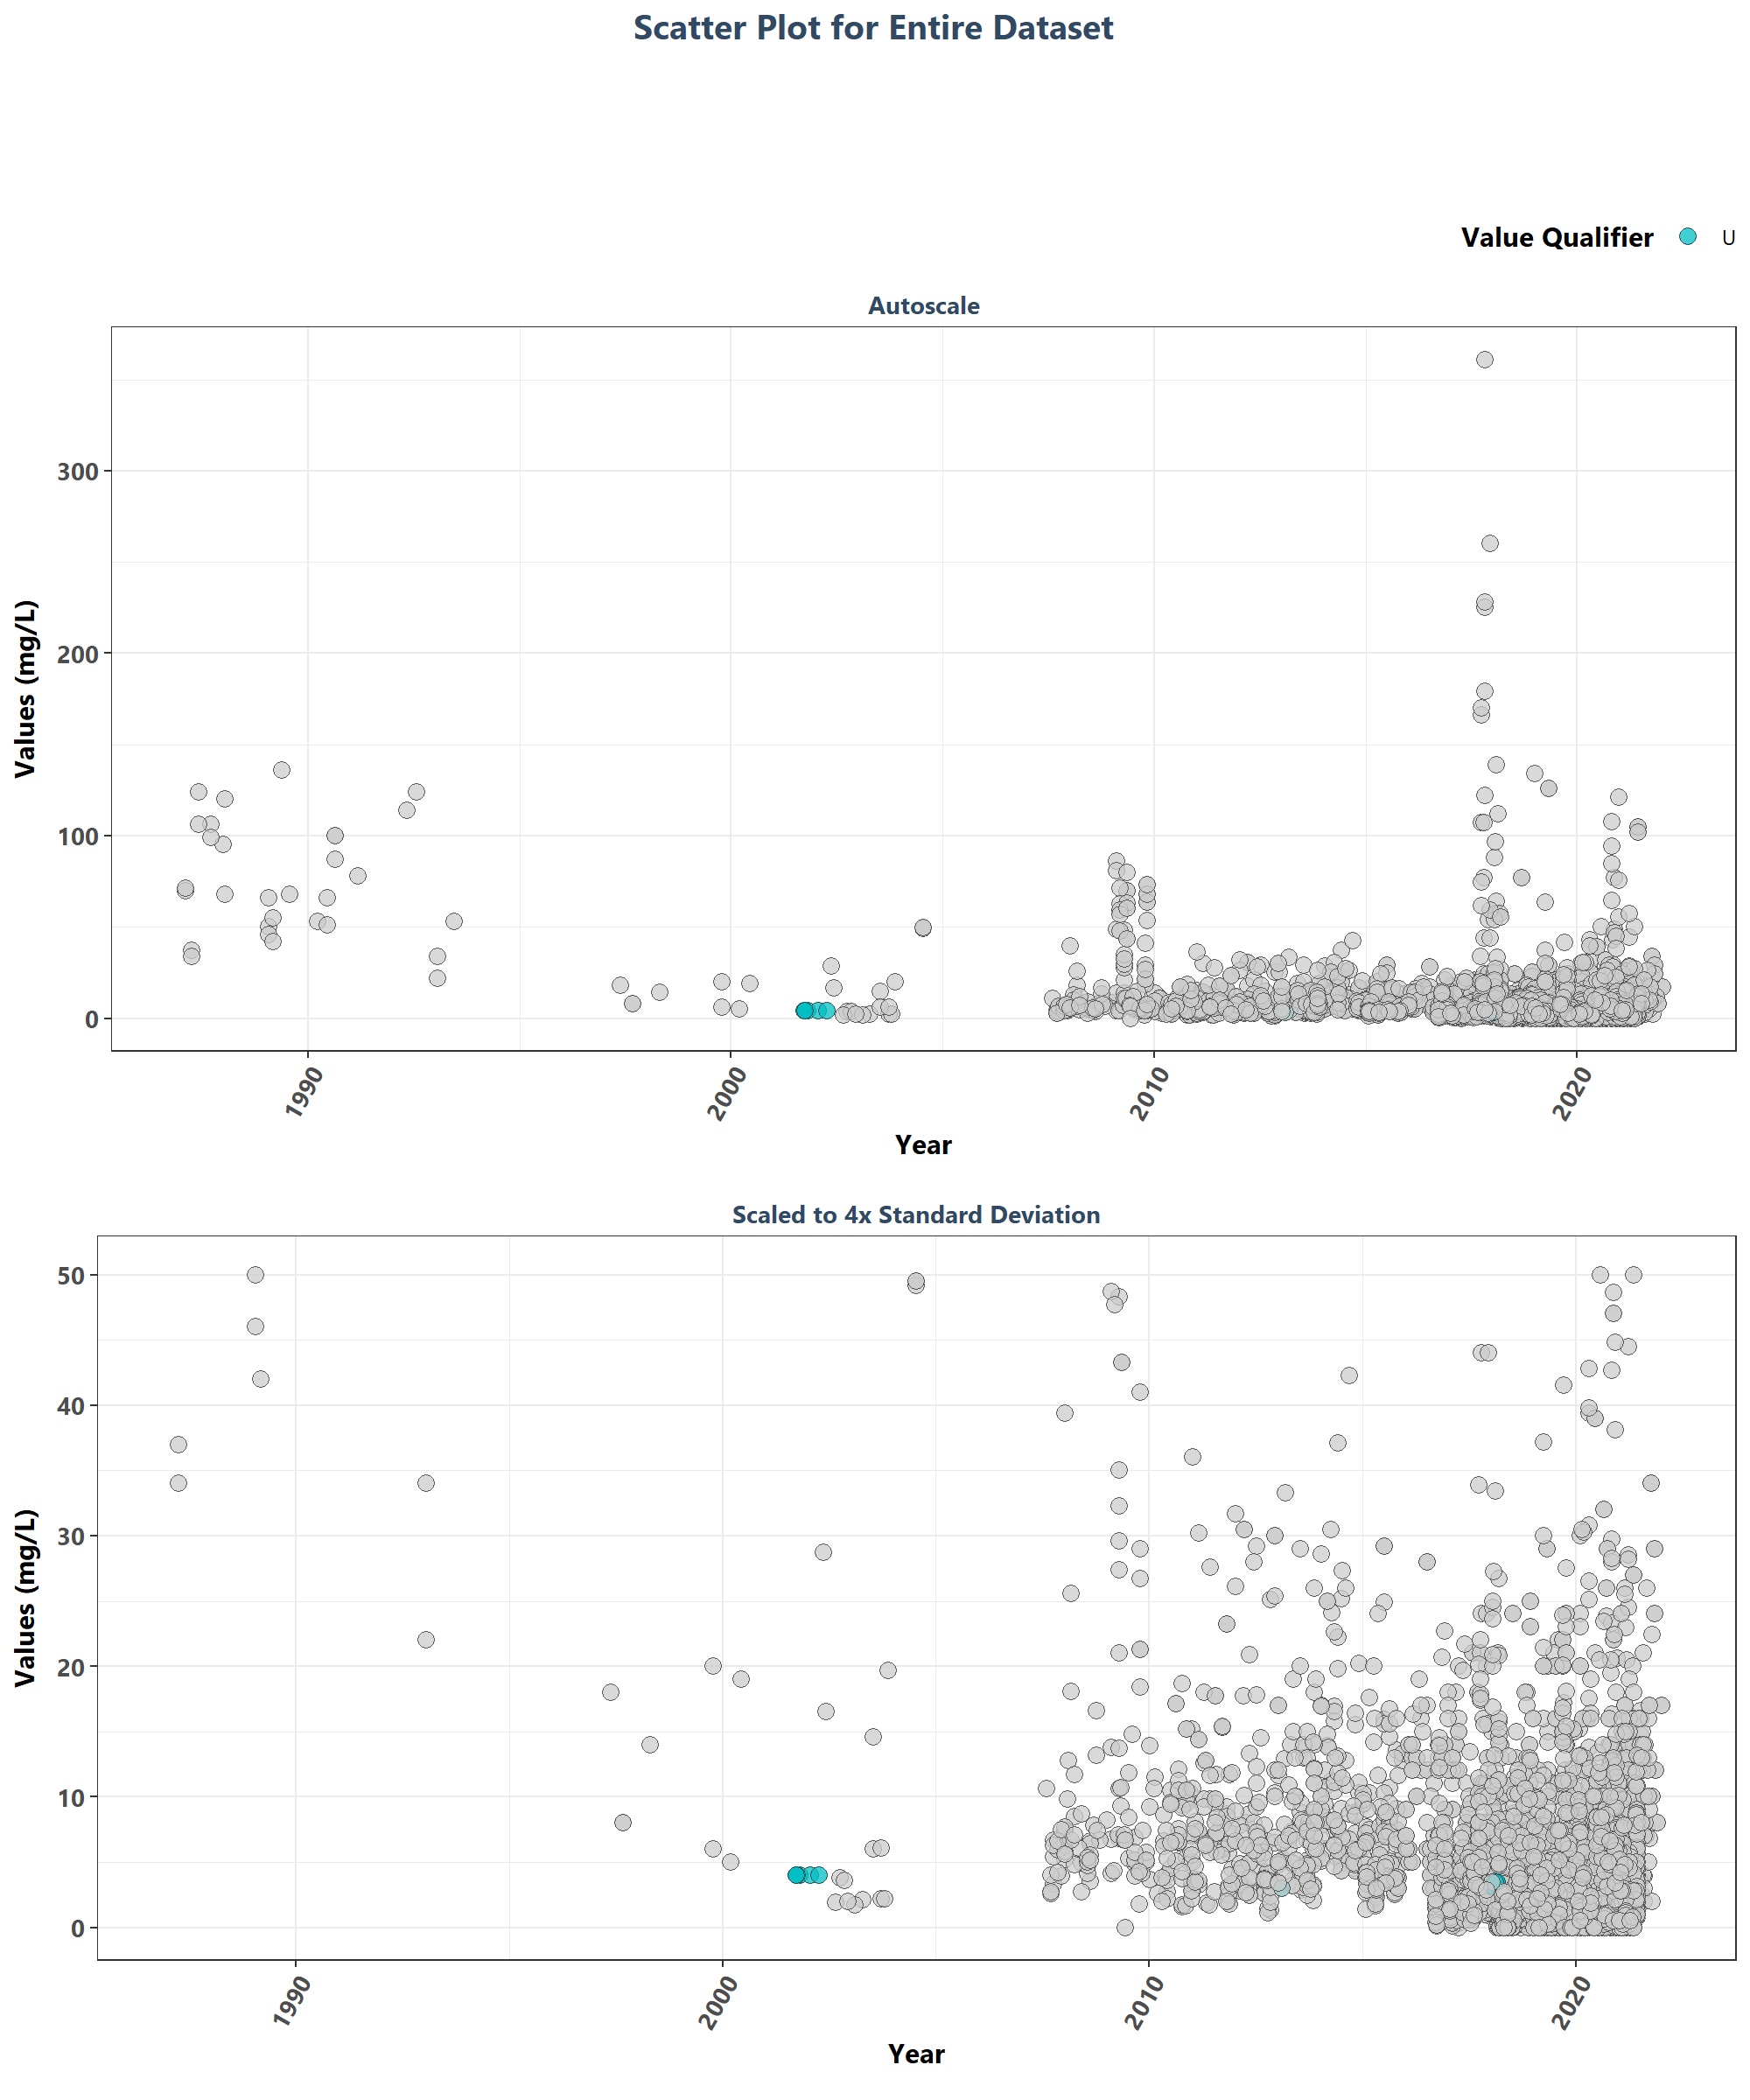 Scatter Plot for Entire Dataset
Value Qualifier U
Autoscale
Values (mg/L)
300
200
100
0
1990 2000 2010 2020
Year
Scaled to 4x Standard Deviation
Values (mg/L)
50
40
30
20
10
0
1990 2000 2010 2020
Year